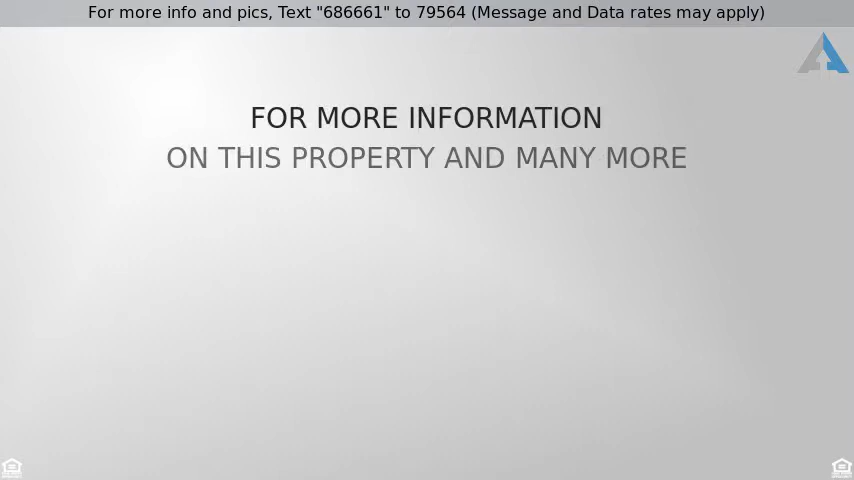 For more info and pics, Text "686661" to 79564 (Message and Data rates may apply)
FOR MORE INFORMATION
ON THIS PROPERTY AND MANY MORE